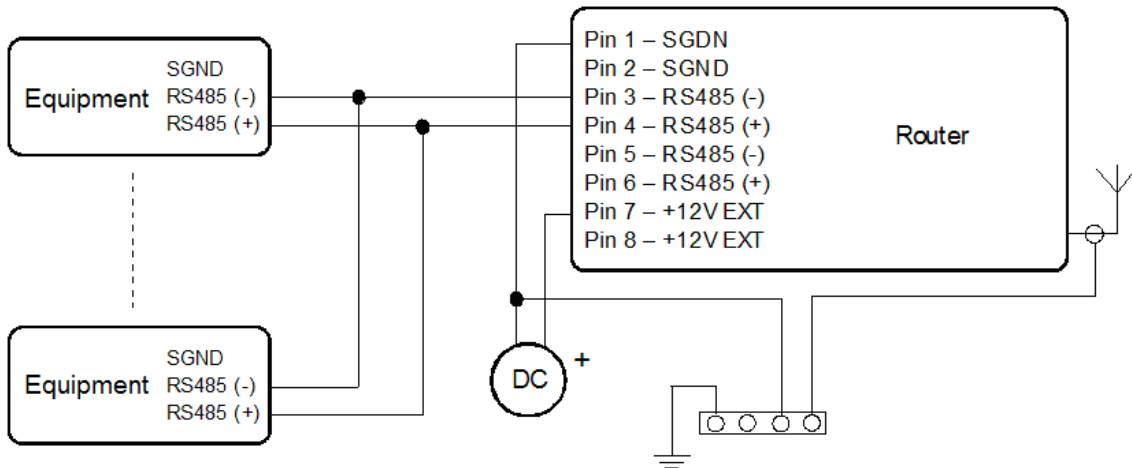 Equipment
SGND
RS485 (-)
RS485 (+)
Pin 1 – SGDN
Pin 2 – SGND
Pin 3 – RS485 (-)
Pin 4 – RS485 (+)
Pin 5 – RS485 (-)
Pin 6 – RS485 (+)
Pin 7 – +12V EXT
Pin 8 – +12V EXT
Router
Equipment
SGND
RS485 (-)
RS485 (+)
DC
+